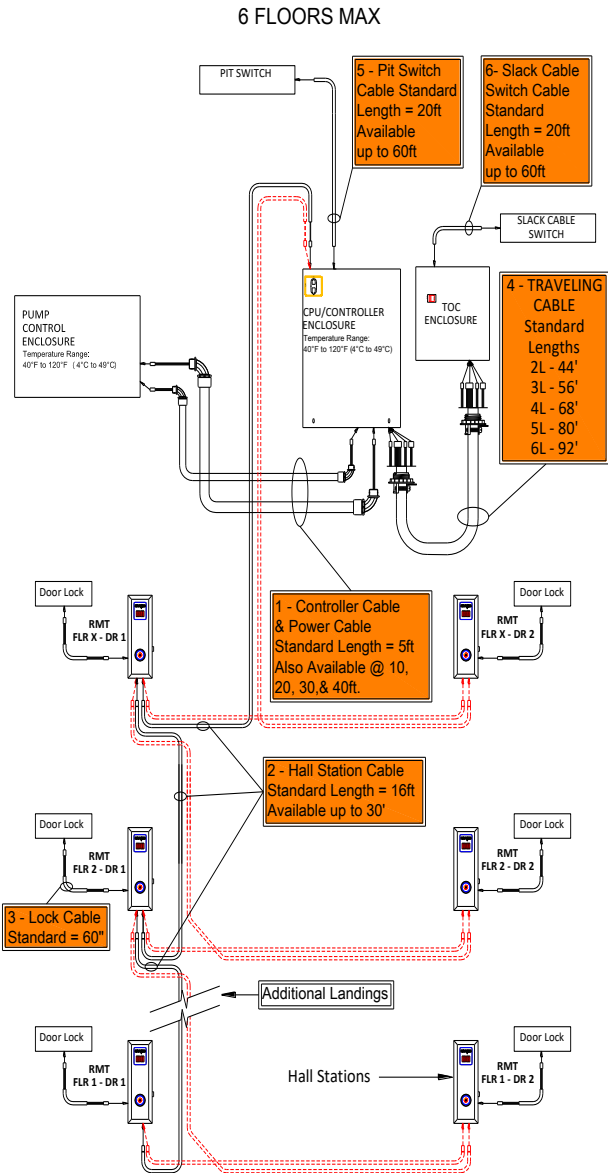 6 FLOORS MAX
PIT SWITCH
5 - Pit Switch
Cable Standard
Length = 20ft
Available
up to 60ft
6- Slack Cable
Switch Cable
Standard
Length = 20ft
Available
up to 60ft
SLACK CABLE
SWITCH
PUMP
CONTROL
ENCLOSURE
Temperature Range:
40°F to 120°F (4°C to 49°C)
CPU/CONTROLLER
ENCLOSURE
Temperature Range:
40°F to 120°F (4°C to 49°C)
TOC
ENCLOSURE
4 - TRAVELING
CABLE
Standard
Lengths
2L - 44'
3L - 56'
4L - 68'
5L - 80'
6L - 92'
Door Lock
RMT
FLR X - DR 1
1 - Controller Cable
& Power Cable
Standard Length = 5ft
Also Available @ 10,
20, 30,& 40ft.
RMT
FLR X - DR 2
Door Lock
2 - Hall Station Cable
Standard Length = 16ft
Available up to 30'
Door Lock
RMT
FLR 2 - DR 1
RMT
FLR 2 - DR 2
Door Lock
3 - Lock Cable
Standard = 60"
Additional Landings
Door Lock
RMT
FLR 1 - DR 1
Hall Stations
RMT
FLR 1 - DR 2
Door Lock